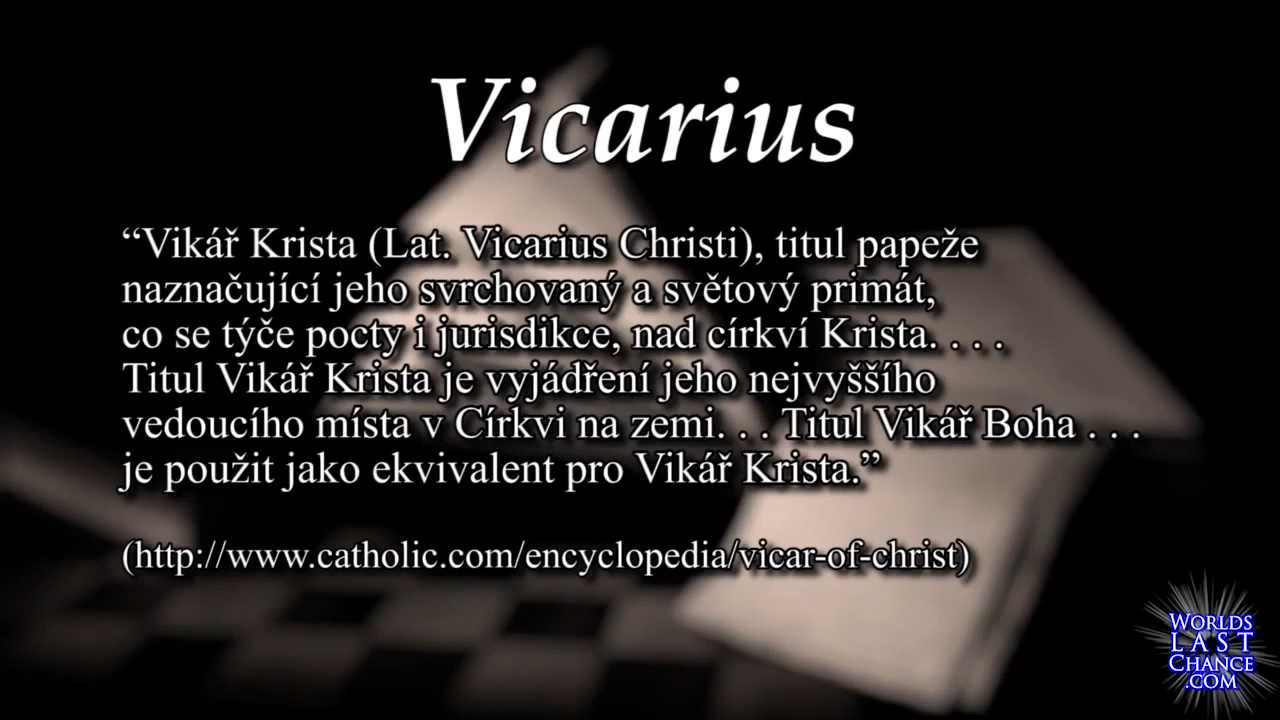 Vicarius
“Vikář Krista (Lat. Vicarius Christi), titul papeže
naznačující jeho svrchovaný a světový primát,
co se týče pocty i jurisdikce, nad církví Krista. . . .
Titul Vikář Krista je vyjádření jeho nejvyššího
vedoucího místa v Církvi na zemi. . . Titul Vikář Boha . . .
je použit jako ekvivalent pro Vikář Krista.”
(http://www.catholic.com/encyclopedia/vicar-of-christ)
WORLDS
LAST
CHANCE
.COM